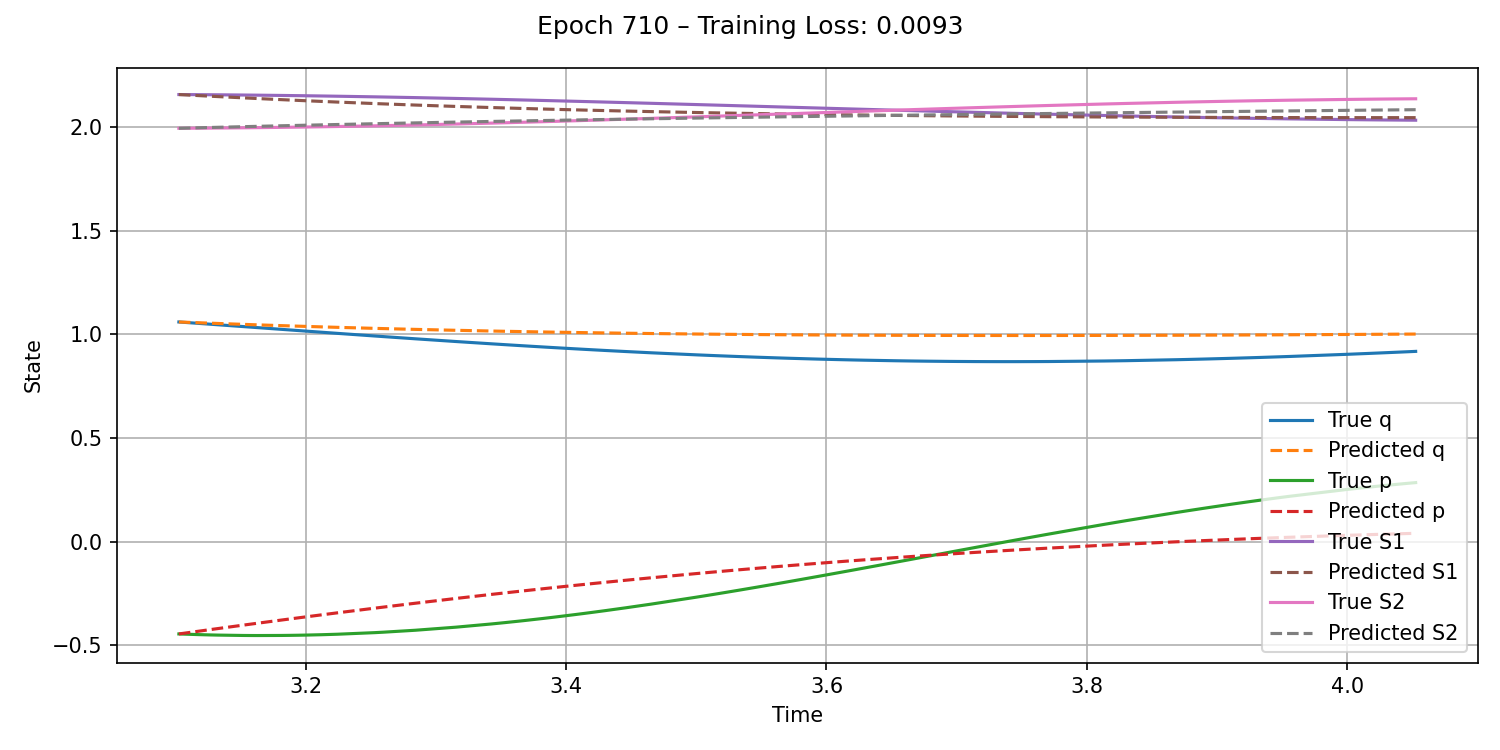 Epoch 710 – Training Loss: 0.0093
State
2.0
1.5
1.0
0.5
0.0
−0.5
3.2
3.4
3.6
3.8
4.0
Time
True q
Predicted q
True p
Predicted p
True S1
Predicted S1
True S2
Predicted S2